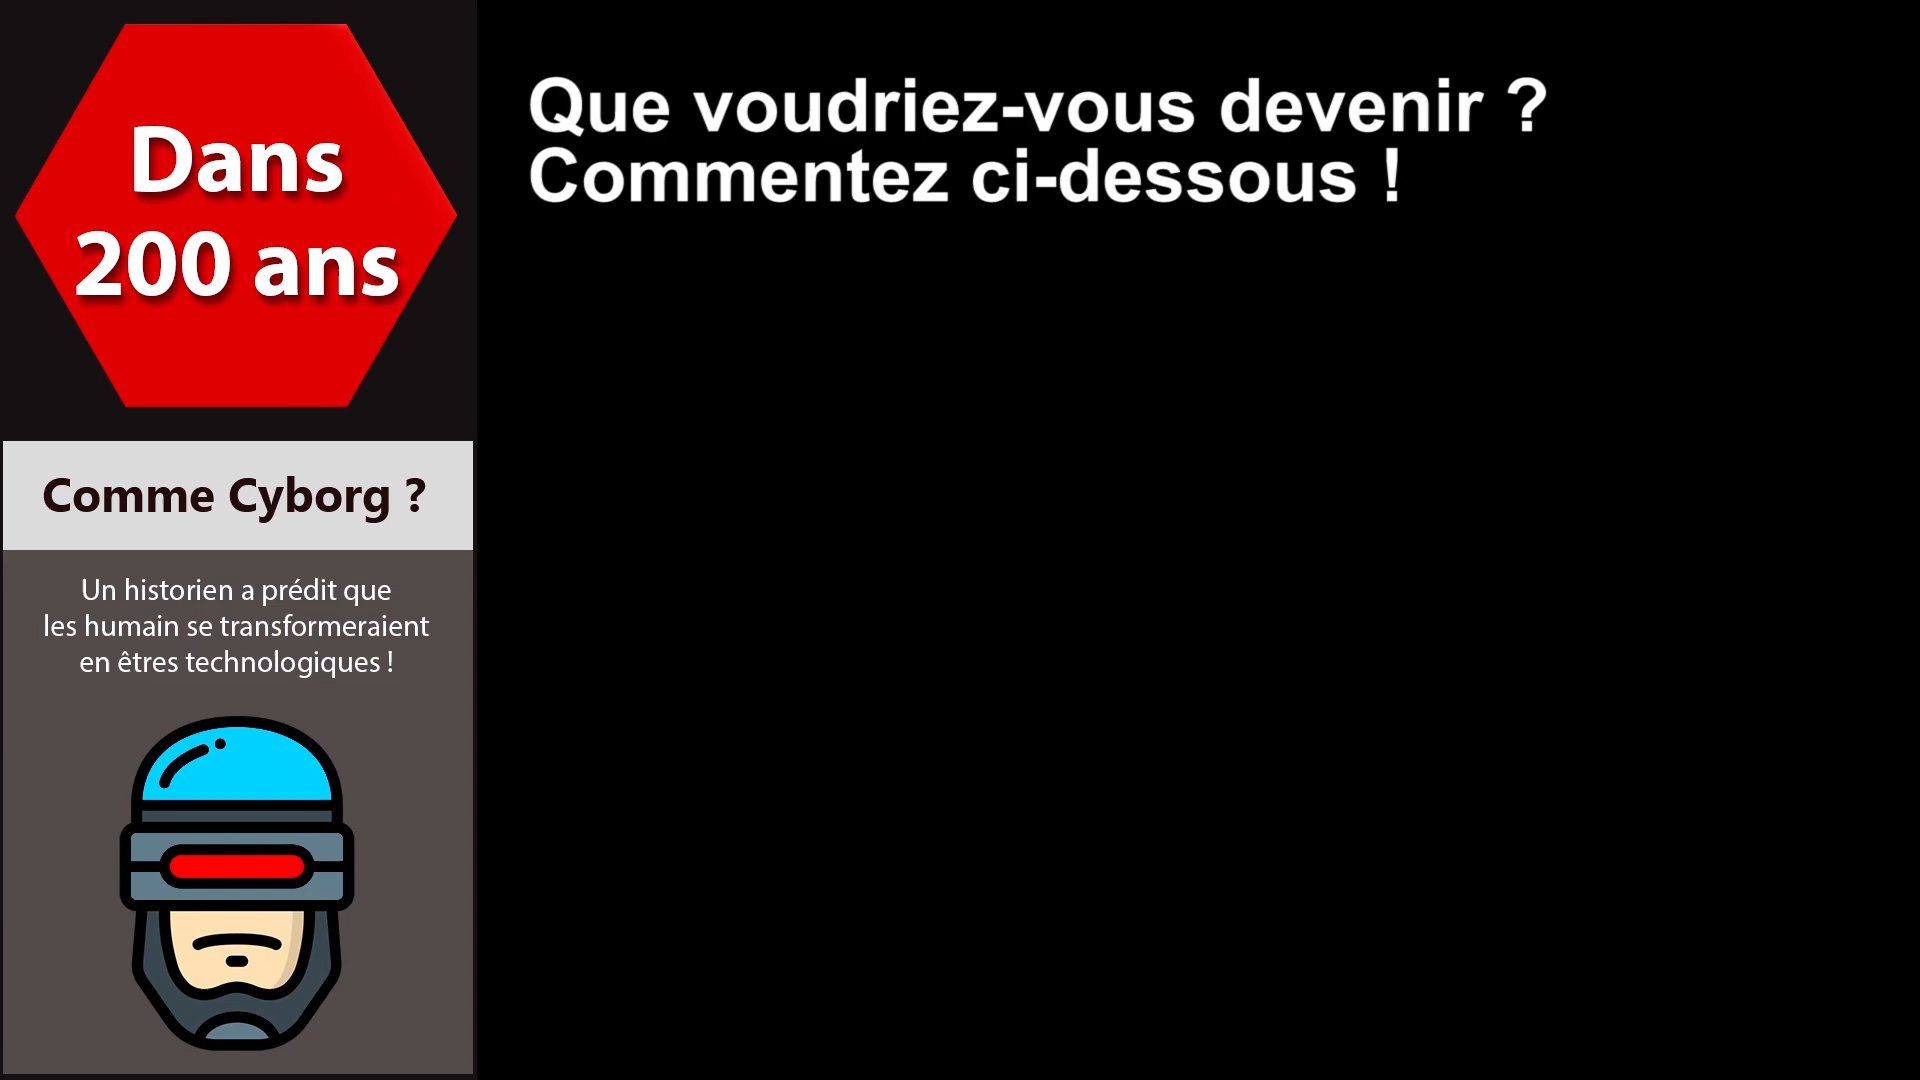 Dans
200 ans
Comme Cyborg ?
Un historien a prédit que
les humain se transformeraient
en êtres technologiques !
Que voudriez-vous devenir ?
Commentez ci-dessous !